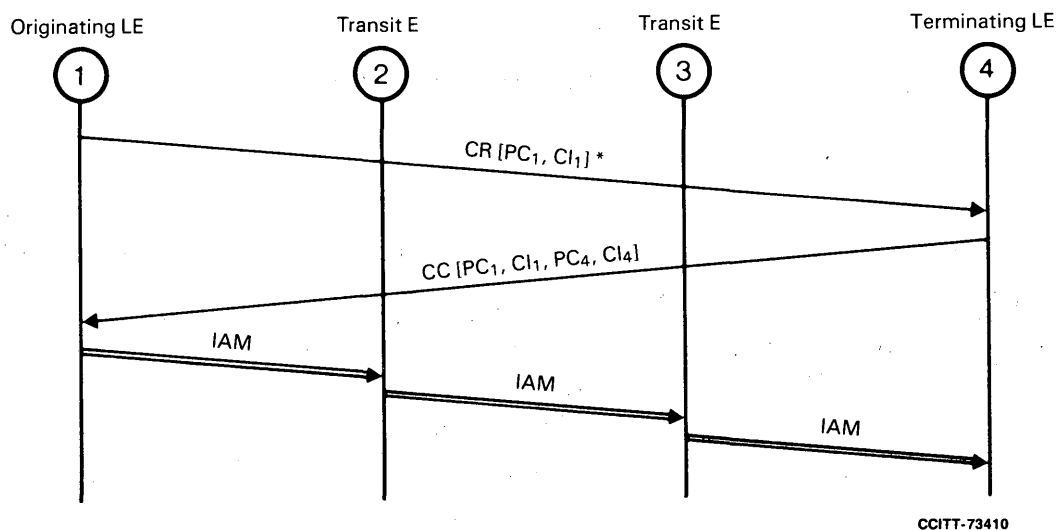 Originating LE
Transit E
Transit E
Terminating LE
1
2
3
4
CR [PC₁, CI₁] *
CC [PC₁, CI₁, PC₄, CI₄]
IAM
IAM
IAM
CCITT-73410